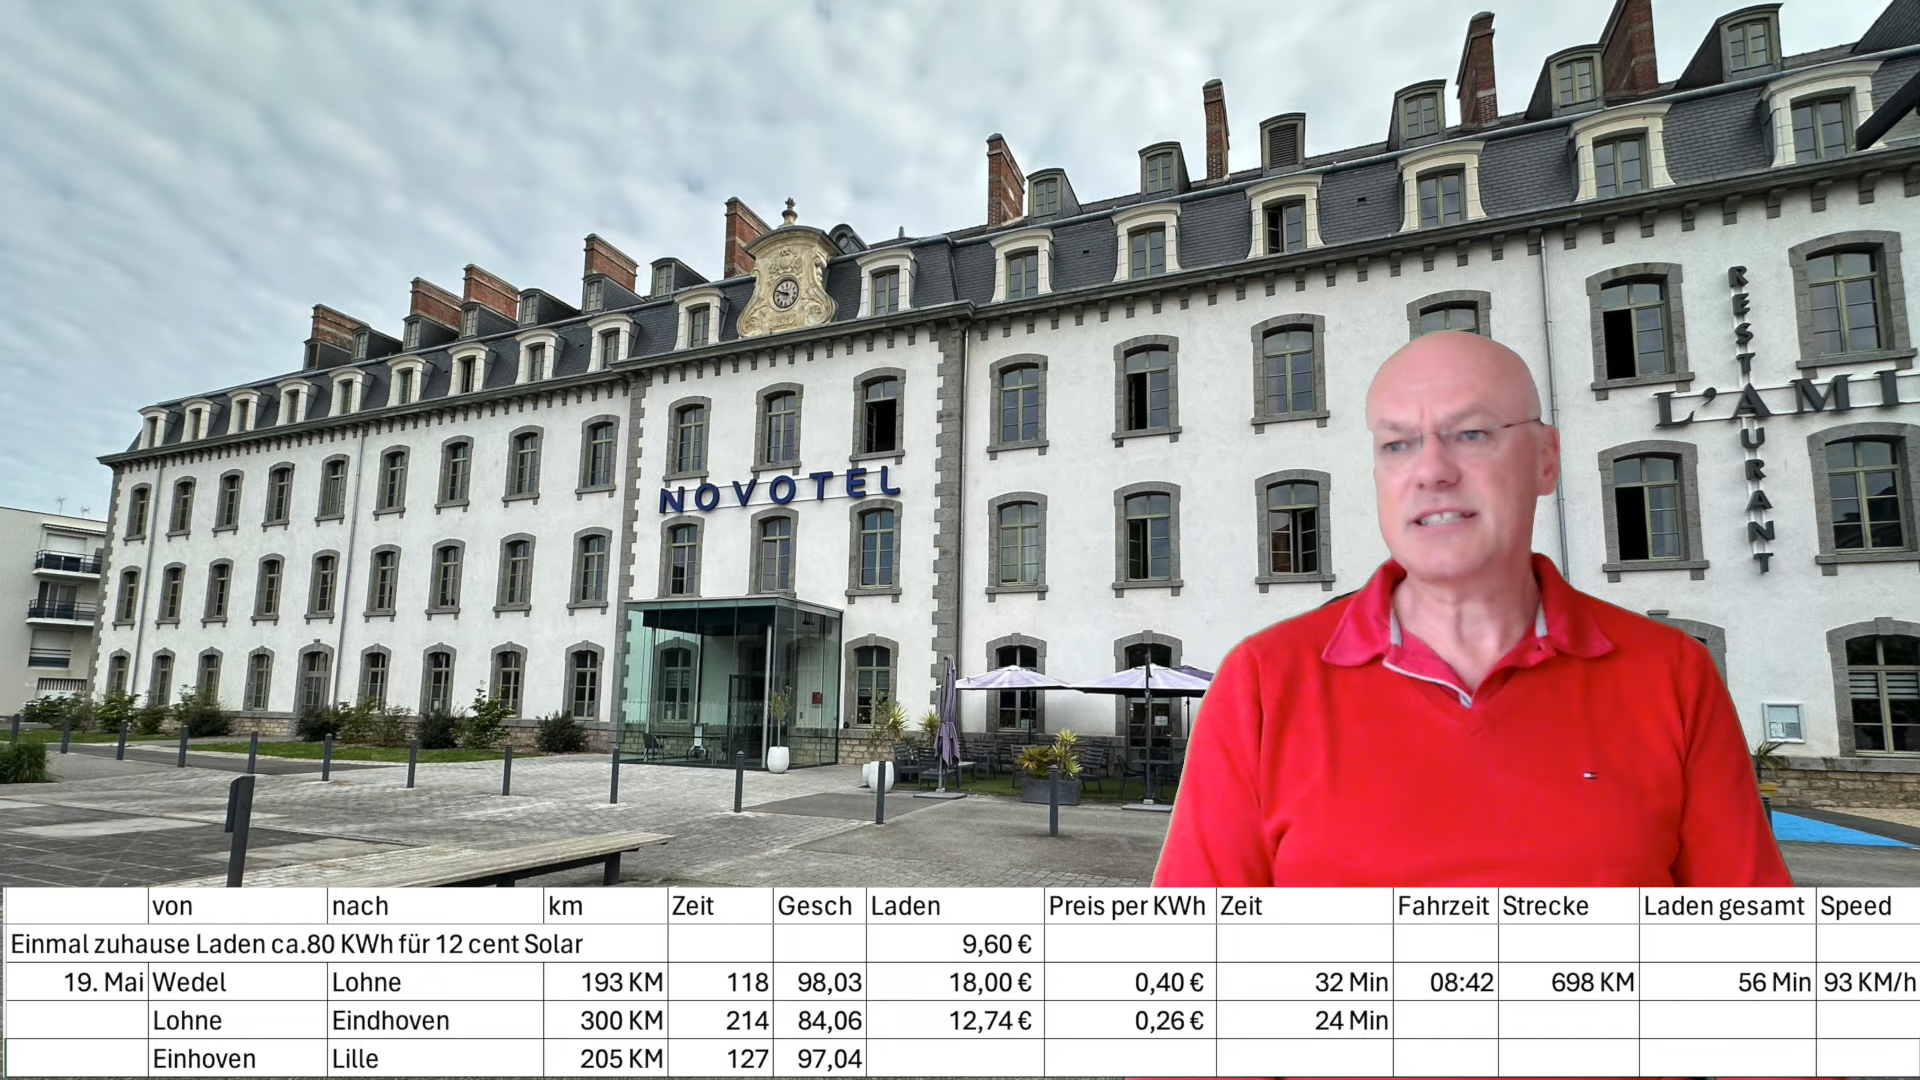 NOVOTEL
RESTAURANT
L'AMI
von nach km Zeit Gesch Laden Preis per KWh Zeit Fahrzeit Strecke Laden gesamt Speed
Einmal zuhause Laden ca.80 KWh für 12 cent Solar 9,60 €
19. Mai Wedel Lohne 193 KM 118 98,03 18,00 € 0,40 € 32 Min 08:42 698 KM 56 Min 93 KM/h
Lohne Eindhoven 300 KM 214 84,06 12,74 € 0,26 € 24 Min
Einhoven Lille 205 KM 127 97,04